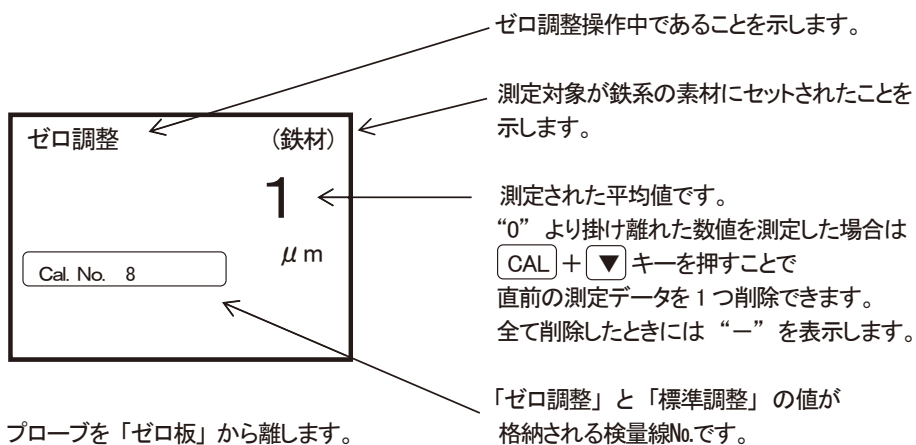 ゼロ調整操作中であることを示します。
測定対象が鉄系の素材にセットされたことを
示します。
ゼロ調整
(鉄材)
1
μm
Cal. No. 8
測定された平均値です。
“0” より掛け離れた数値を測定した場合は
CAL + ▼ キーを押すことで
直前の測定データを 1 つ削除できます。
全て削除したときには “－” を表示します。
「ゼロ調整」 と 「標準調整」 の値が
格納される検量線№です。
プローブを 「ゼロ板」 から離します。